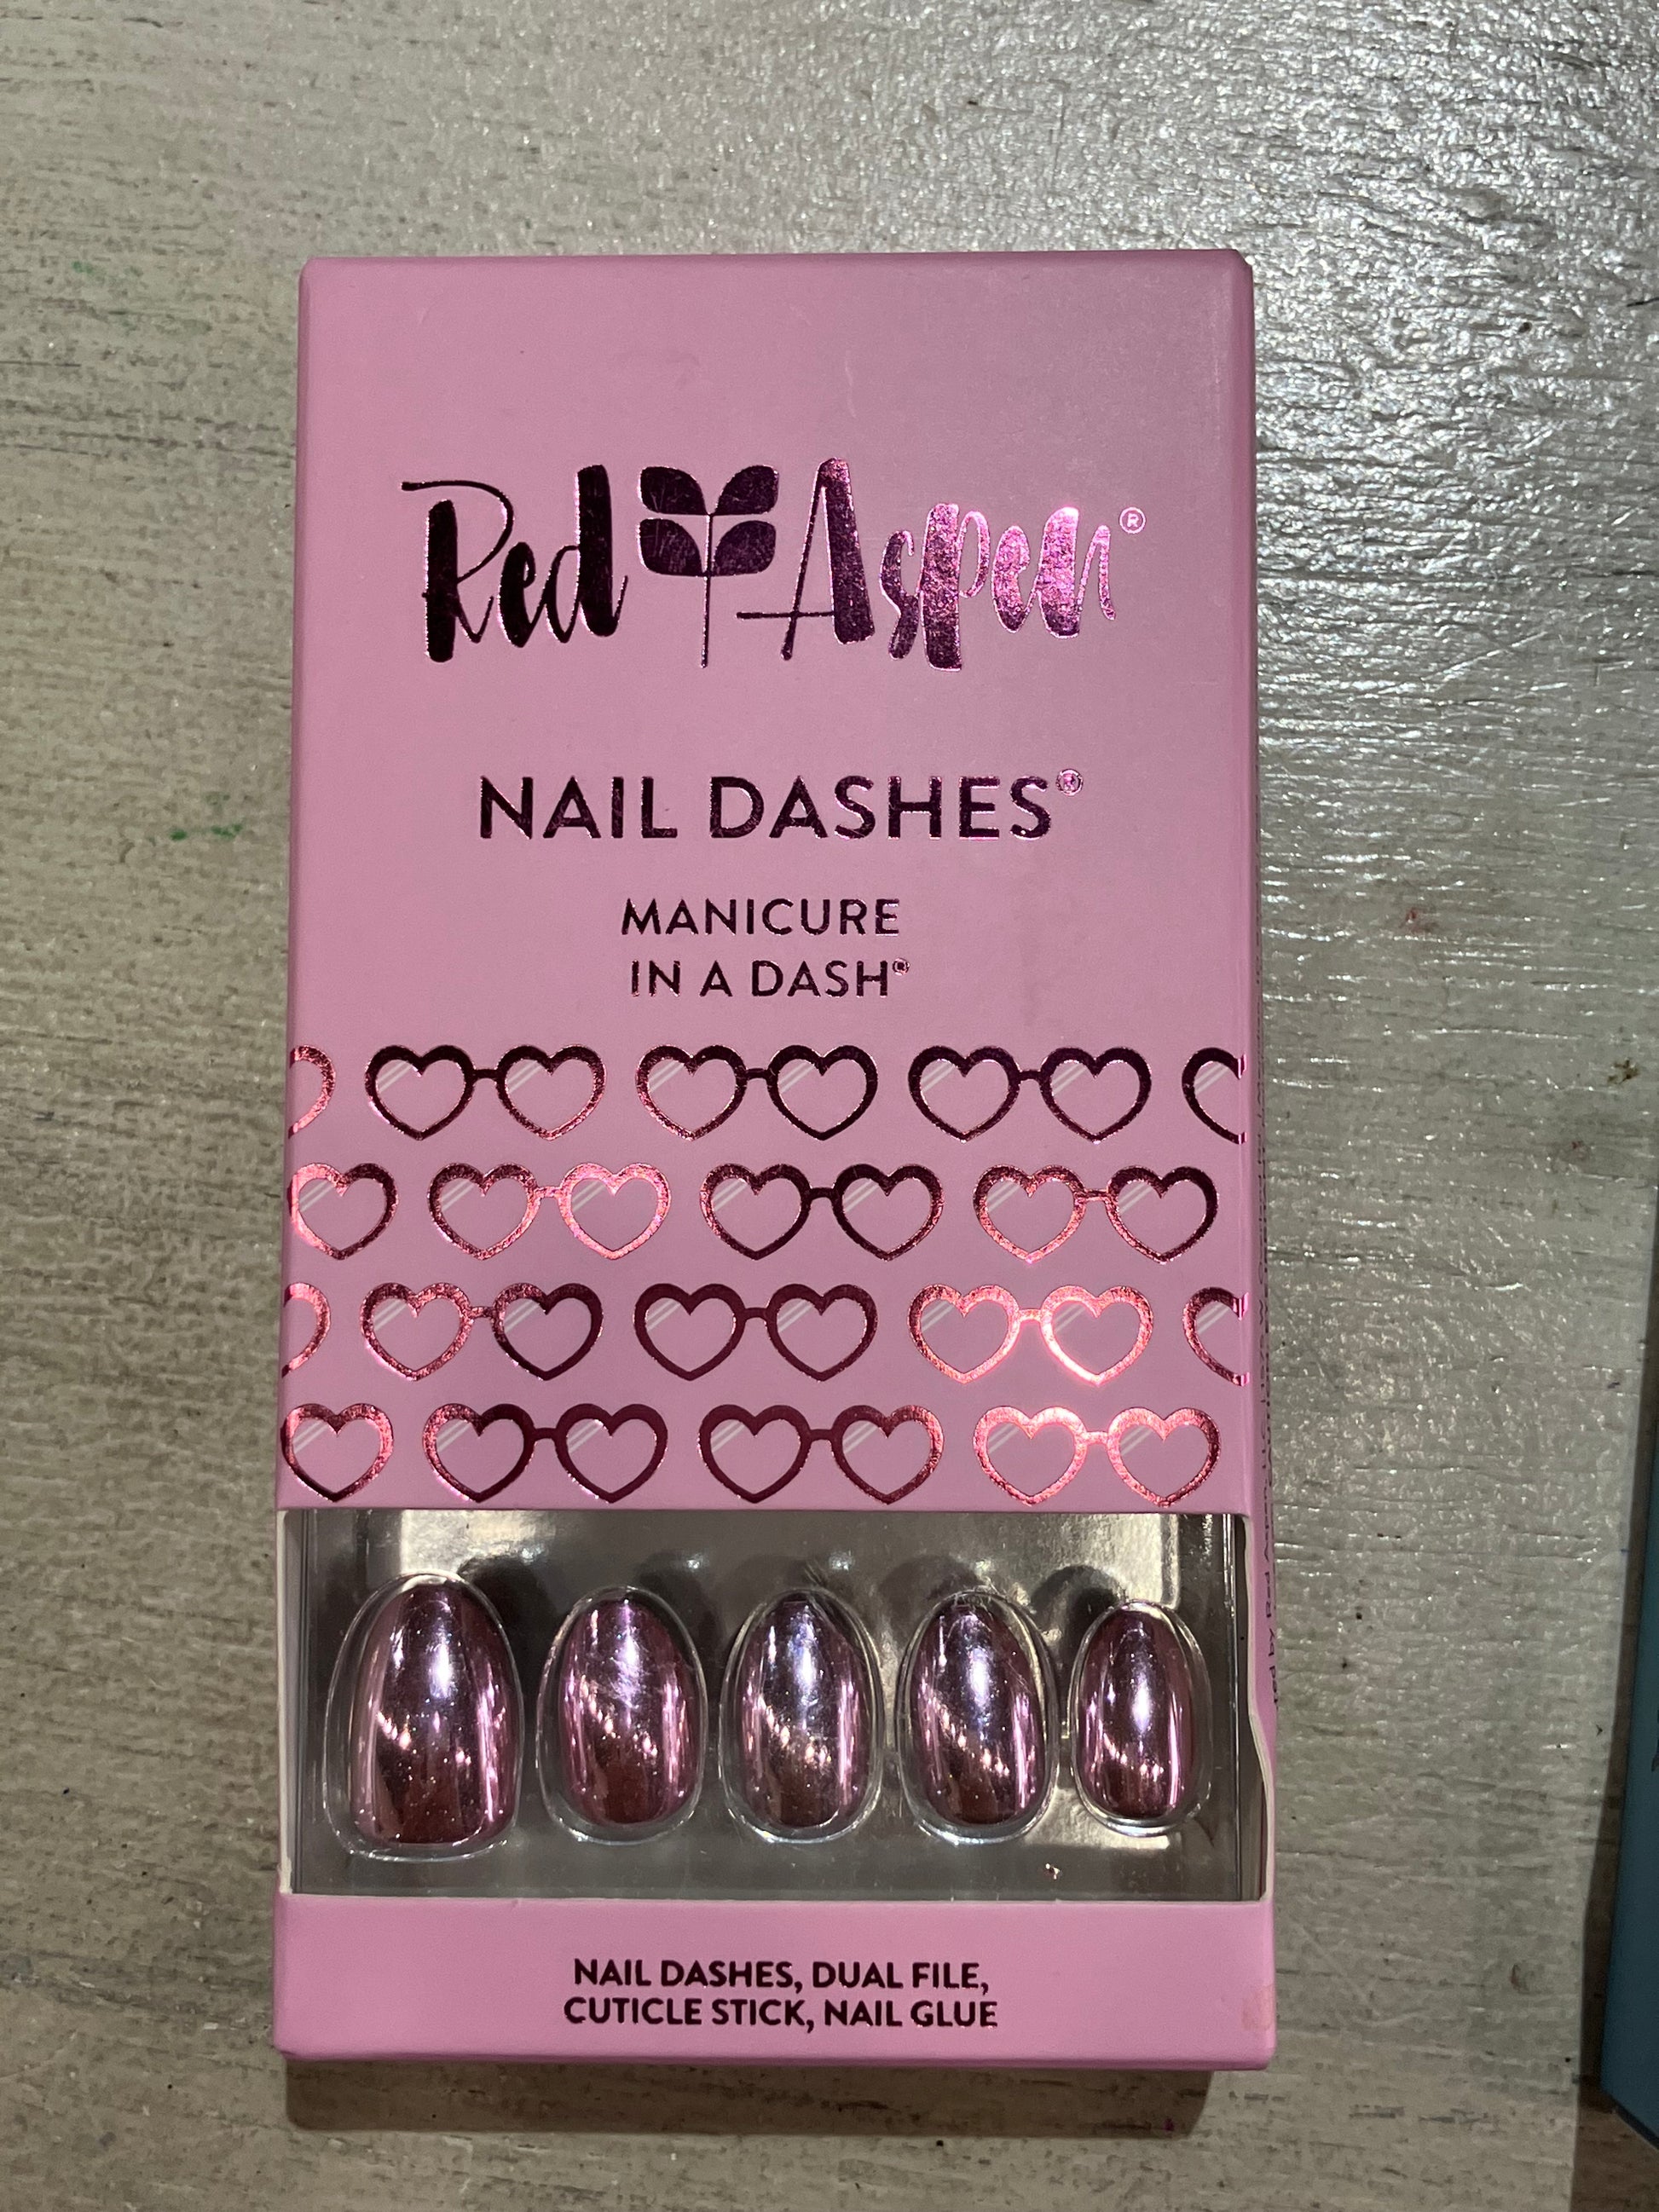 Red Aspen®
NAIL DASHES®
MANICURE
IN A DASH®
NAIL DASHES, DUAL FILE,
CUTICLE STICK, NAIL GLUE